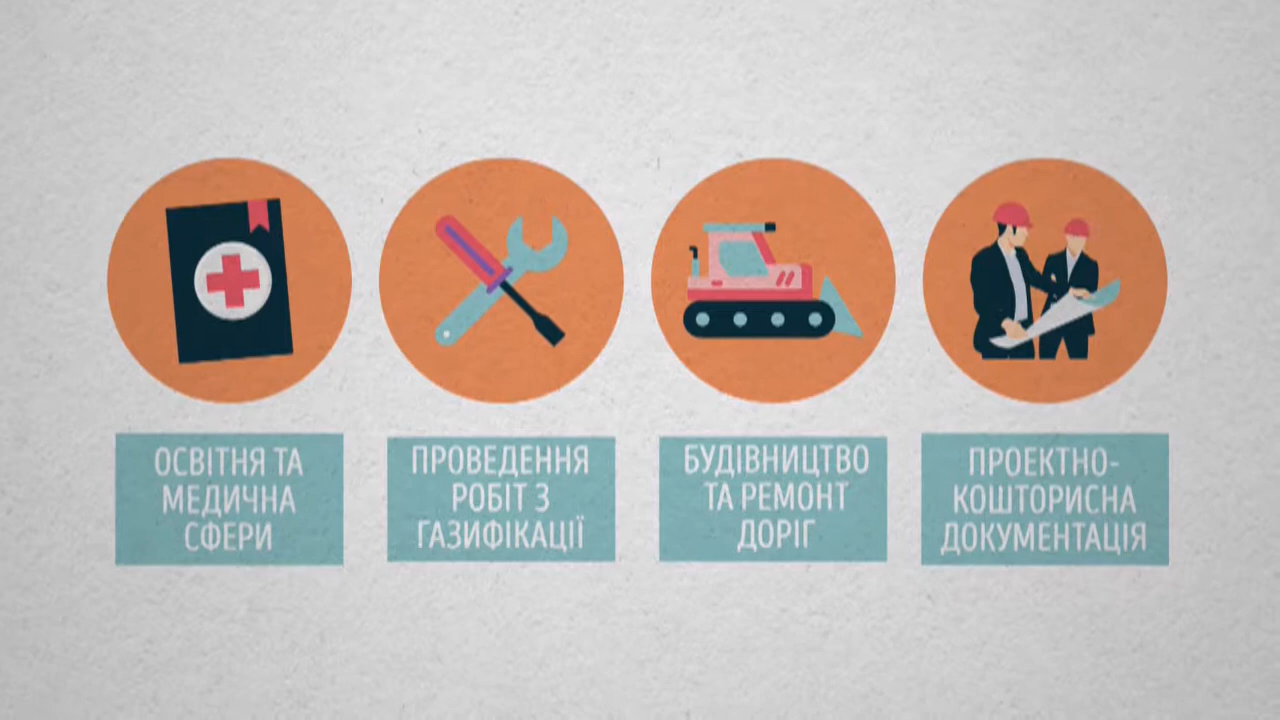 ОСВІТНЯ ТА
МЕДИЧНА
СФЕРИ
ПРОВЕДЕННЯ
РОБІТ З
ГАЗИФІКАЦІЇ
БУДІВНИЦТВО
ТА РЕМОНТ
ДОРІГ
ПРОЕКТНО-
КОШТОРИСНА
ДОКУМЕНТАЦІЯ